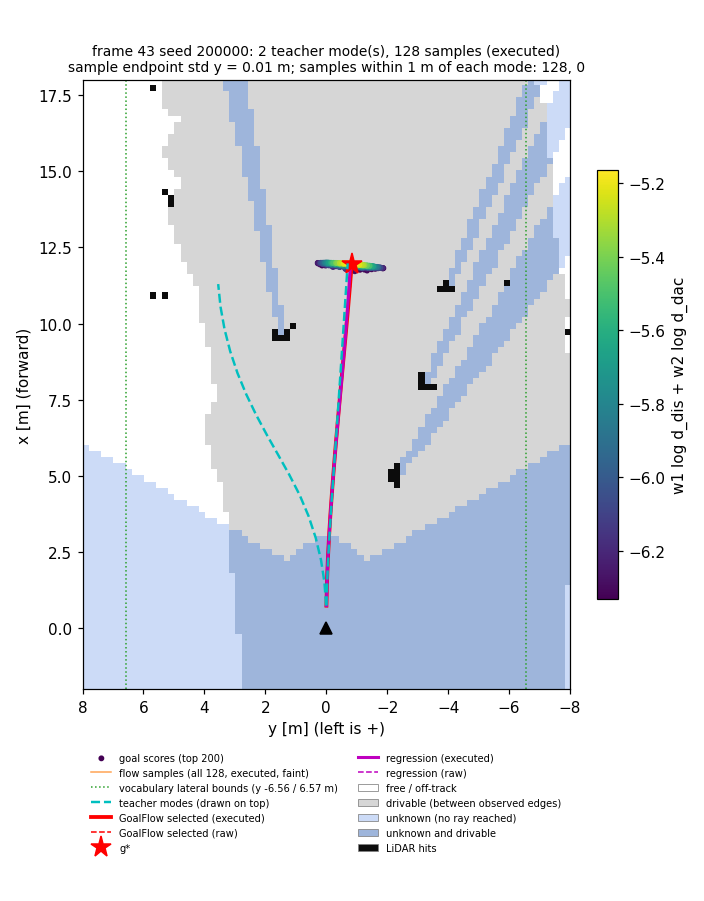 frame 43 seed 200000: 2 teacher mode(s), 128 samples (executed)
sample endpoint std y = 0.01 m; samples within 1 m of each mode: 128, 0
17.5
15.0
12.5
10.0
7.5
5.0
2.5
0.0
x [m] (forward)
8
6
4
2
0
−2
−4
−6
−8
y [m] (left is +)
−5.2
−5.4
−5.6
−5.8
−6.0
−6.2
w1 log d_dis + w2 log d_dac
goal scores (top 200)
flow samples (all 128, executed, faint)
vocabulary lateral bounds (y -6.56 / 6.57 m)
teacher modes (drawn on top)
GoalFlow selected (executed)
GoalFlow selected (raw)
g*
regression (executed)
regression (raw)
free / off-track
drivable (between observed edges)
unknown (no ray reached)
unknown and drivable
LiDAR hits